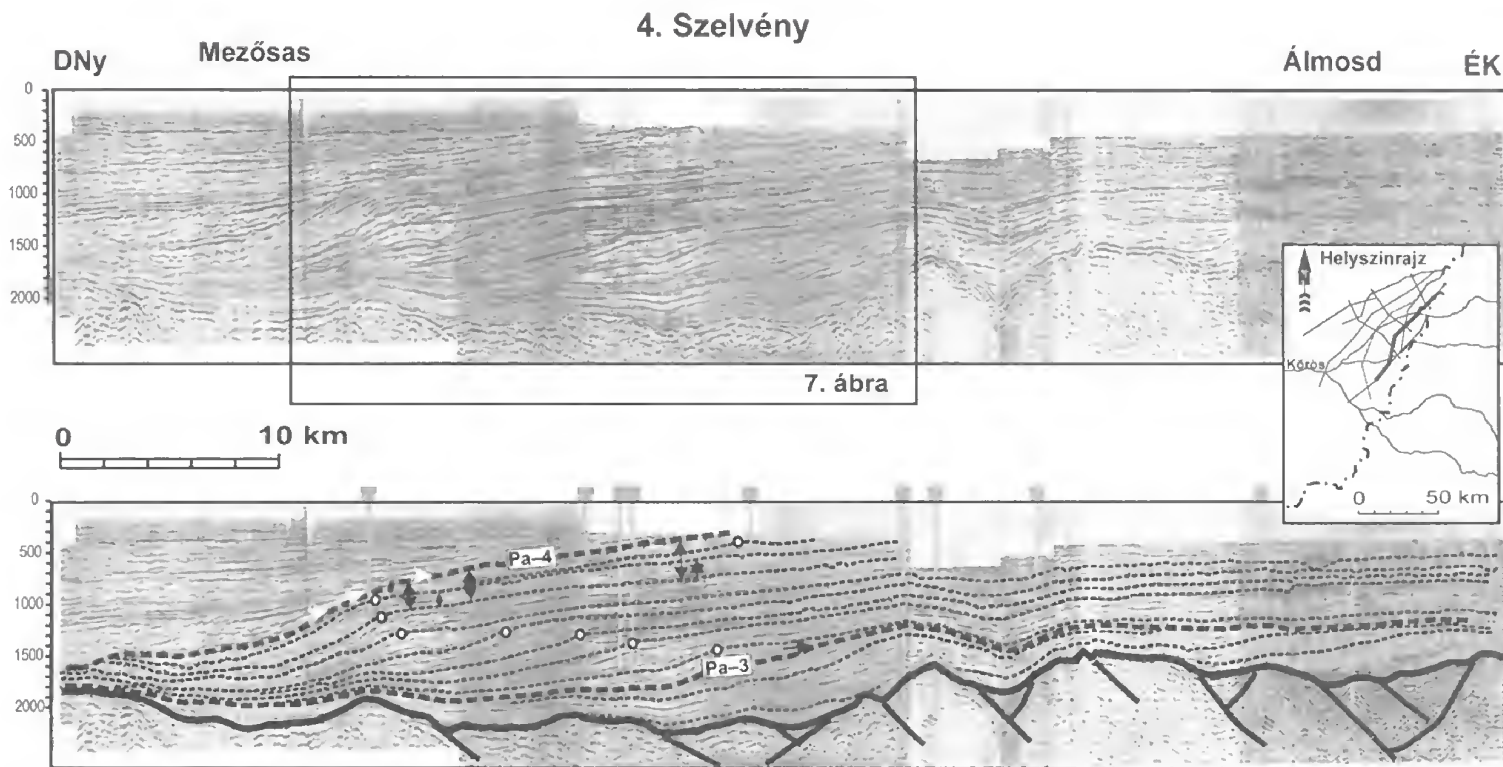 4. Szelvény
DNy
Mezősas
Álmosd
ÉK
0
500
1000
1500
2000
Helyszínrajz
Körös
0 50 km
7. ábra
0 10 km
0
500
1000
1500
2000
Pa–4
Pa–3